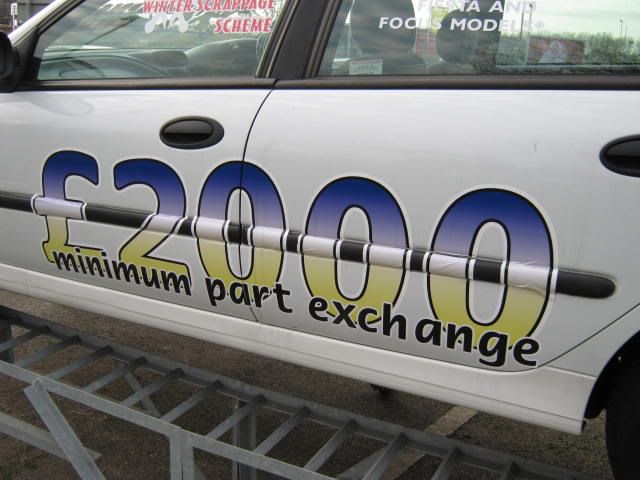 WINTER SCRAPPAGE
SCHEME
FIESTA AND
FOCUS MODELS*
£2000
minimum part exchange